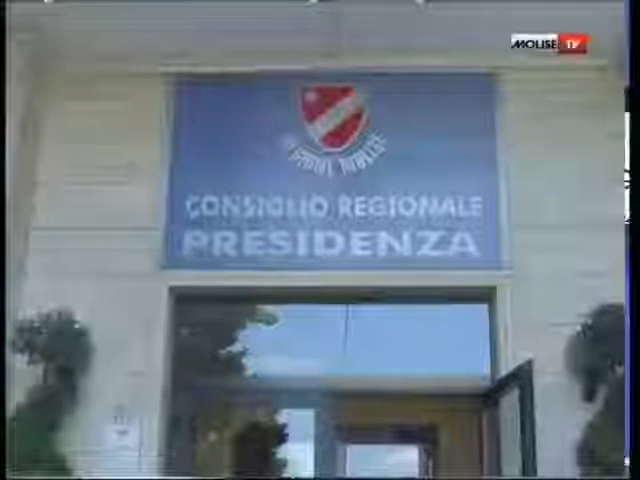 MOLISE TV
REGIONE MOLISE
CONSIGLIO REGIONALE
PRESIDENZA